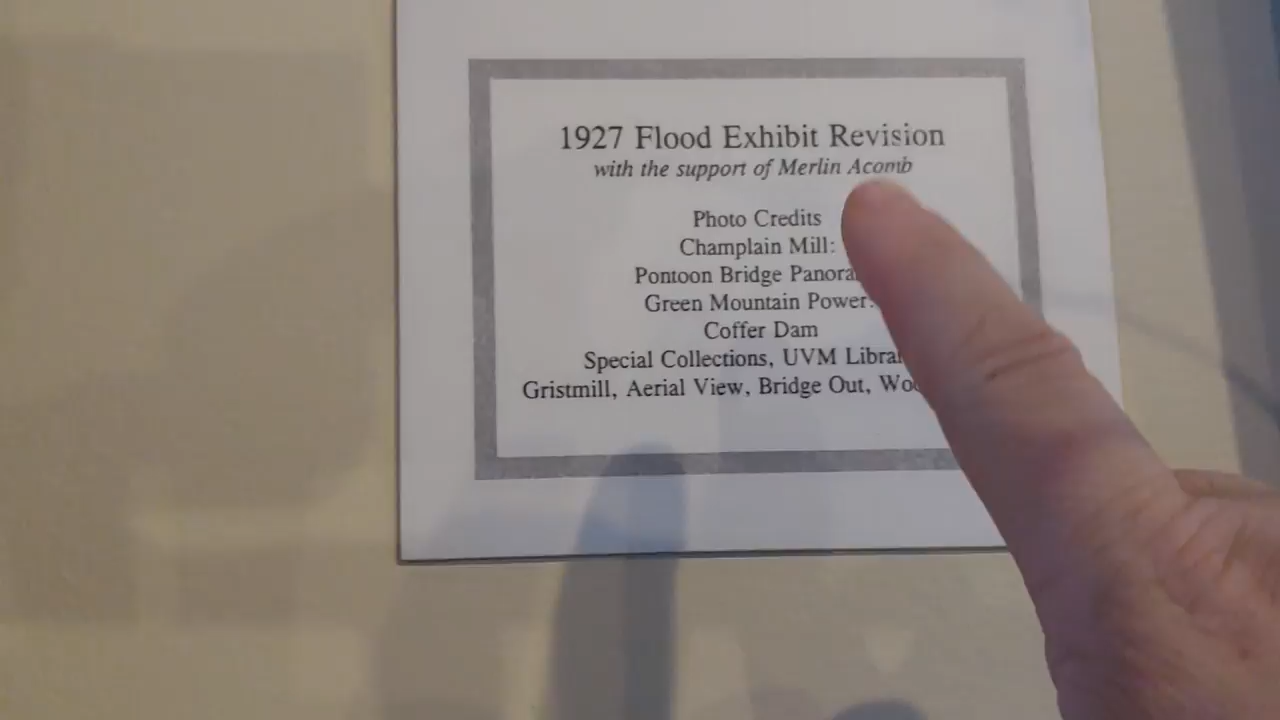 1927 Flood Exhibit Revision
with the support of Merlin Acomb
Photo Credits
Champlain Mill:
Pontoon Bridge
Green Mountain Power:
Coffer Dam
Special Collections, UVM
Gristmill, Aerial View, Bridge Out,